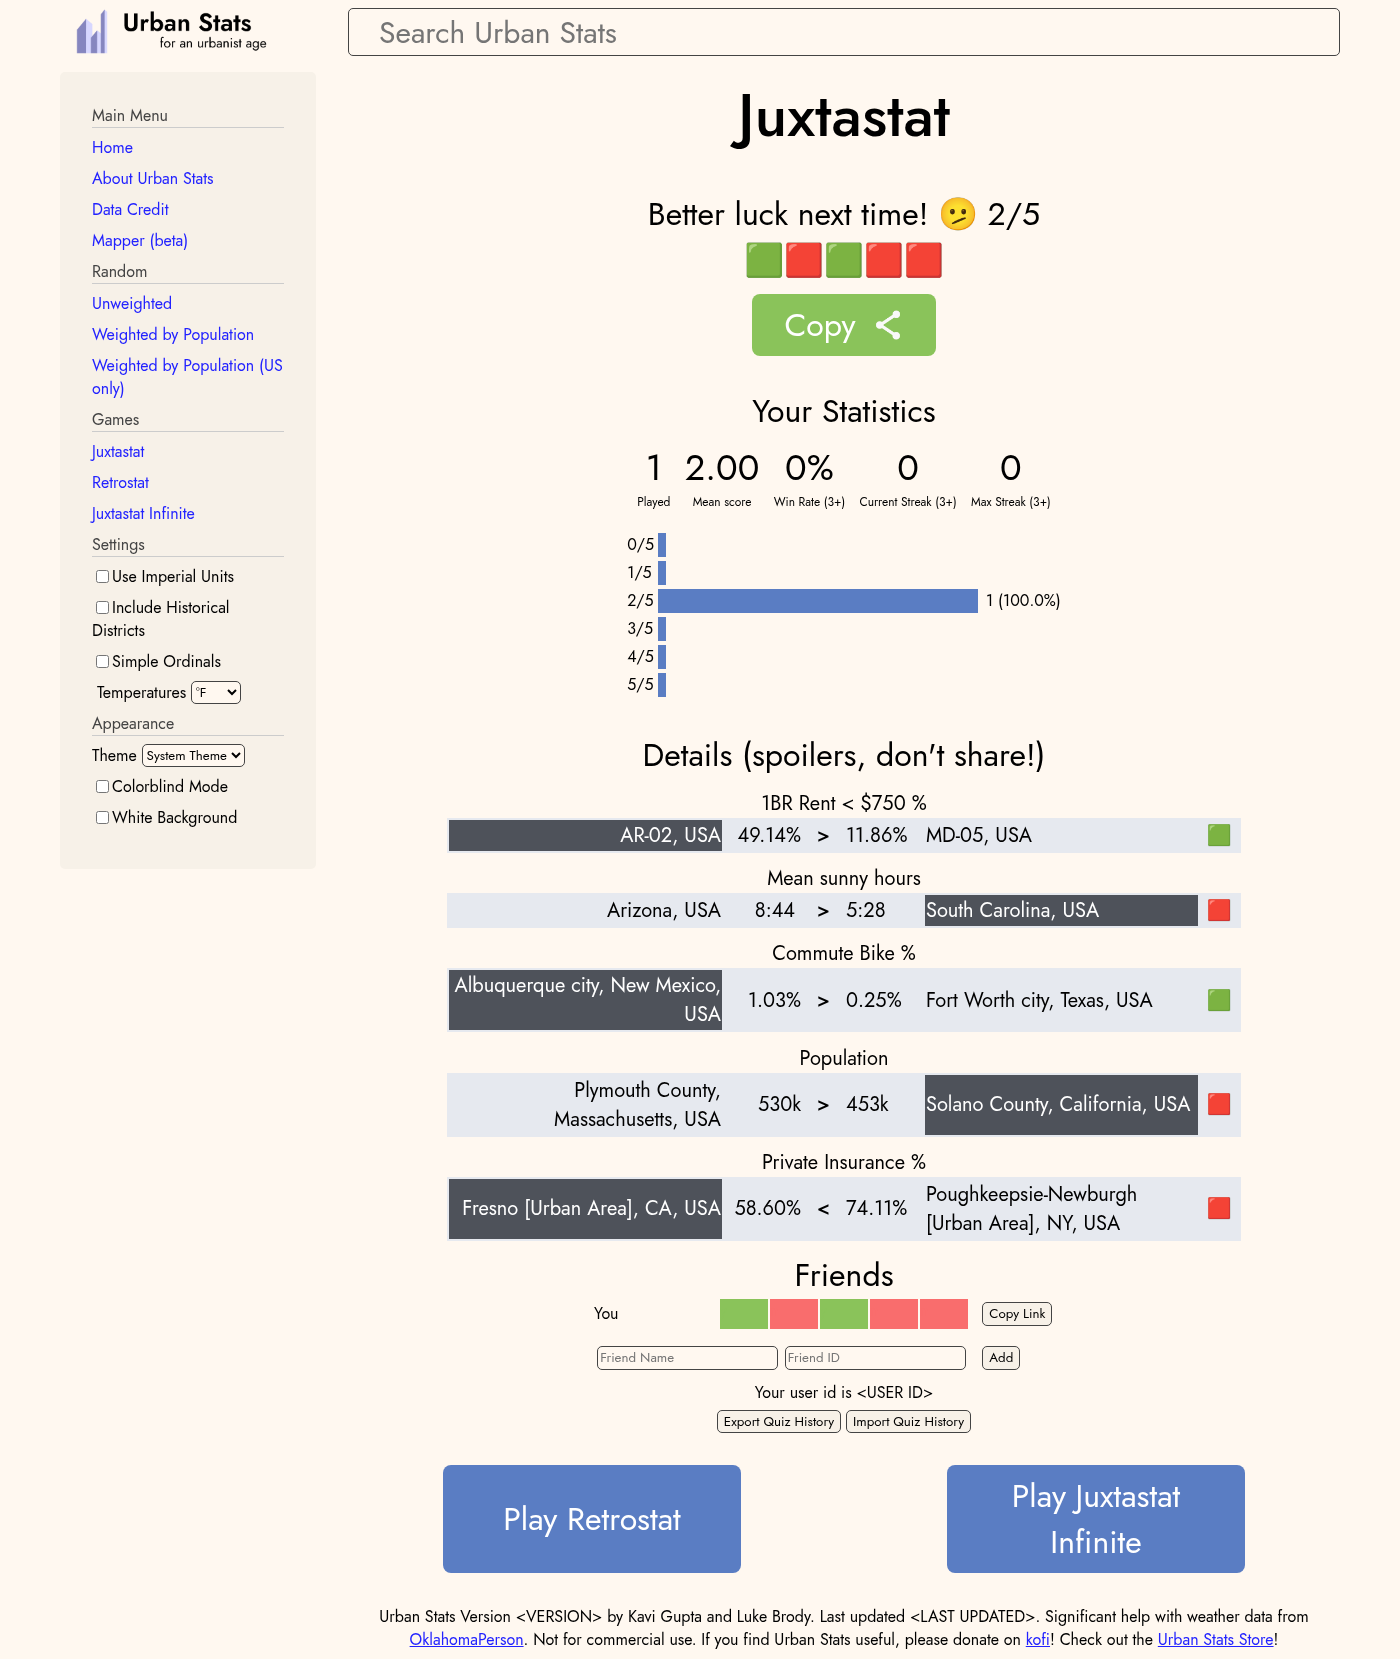 Urban Stats
for an urbanist age
Search Urban Stats
Main Menu
Home
About Urban Stats
Data Credit
Mapper (beta)
Random
Unweighted
Weighted by Population
Weighted by Population (US
only)
Games
Juxtastat
Retrostat
Juxtastat Infinite
Settings
Use Imperial Units
Include Historical
Districts
Simple Ordinals
Temperatures °F
Appearance
Theme System Theme
Colorblind Mode
White Background
Juxtastat
Better luck next time! 🫤 2/5
🟩🟥🟩🟥🟥
Copy
Your Statistics
1 2.00 0% 0 0
Played Mean score Win Rate (3+) Current Streak (3+) Max Streak (3+)
0/5
1/5
2/5 1 (100.0%)
3/5
4/5
5/5
Details (spoilers, don't share!)
1BR Rent < $750 %
AR-02, USA 49.14% > 11.86% MD-05, USA 🟩
Mean sunny hours
Arizona, USA 8:44 > 5:28 South Carolina, USA 🟥
Commute Bike %
Albuquerque city, New Mexico,
USA 1.03% > 0.25% Fort Worth city, Texas, USA 🟩
Population
Plymouth County,
Massachusetts, USA 530k > 453k Solano County, California, USA 🟥
Private Insurance %
Fresno [Urban Area], CA, USA 58.60% < 74.11% Poughkeepsie-Newburgh
[Urban Area], NY, USA 🟥
Friends
You Copy Link
Friend Name Friend ID Add
Your user id is <USER ID>
Export Quiz History Import Quiz History
Play Retrostat
Play Juxtastat
Infinite
Urban Stats Version <VERSION> by Kavi Gupta and Luke Brody. Last updated <LAST UPDATED>. Significant help with weather data from
OklahomaPerson. Not for commercial use. If you find Urban Stats useful, please donate on kofi! Check out the Urban Stats Store!